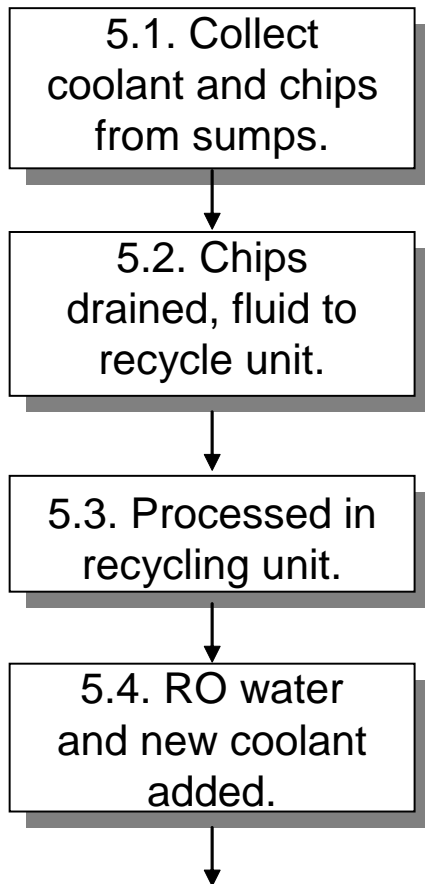 5.1. Collect
coolant and chips
from sumps.
5.2. Chips
drained, fluid to
recycle unit.
5.3. Processed in
recycling unit.
5.4. RO water
and new coolant
added.